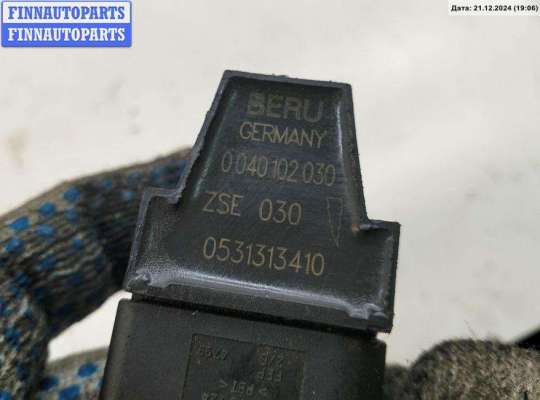 FINNAUTOPARTS
FINNAUTOPARTS
Дата: 21.12.2024 (19:06)
BERU
GERMANY
0 040 102 030
ZSE 030
0531313410